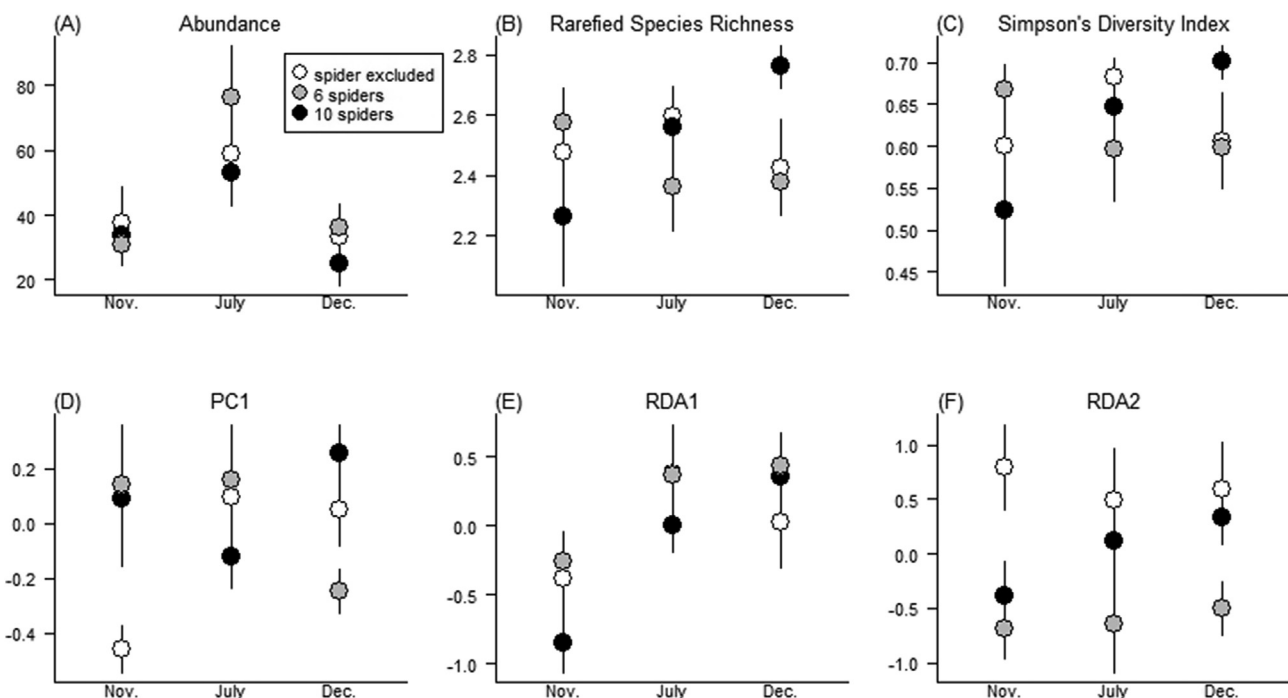 (A) Abundance
80
60
40
20
Nov. July Dec.
spider excluded
6 spiders
10 spiders
(B) Rarefied Species Richness
2.8
2.6
2.4
2.2
Nov. July Dec.
(C) Simpson's Diversity Index
0.70
0.65
0.60
0.55
0.50
0.45
Nov. July Dec.
(D) PC1
0.2
0.0
-0.2
-0.4
Nov. July Dec.
(E) RDA1
0.5
0.0
-0.5
-1.0
Nov. July Dec.
(F) RDA2
1.0
0.5
0.0
-0.5
-1.0
Nov. July Dec.